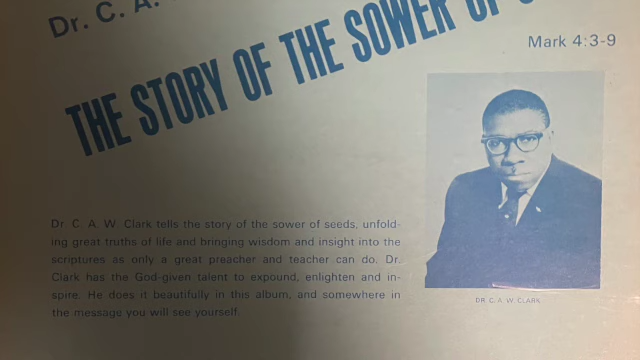 Dr. C. A.
THE STORY OF THE SOWER OF
Mark 4:3-9
Dr. C. A. W. Clark tells the story of the sower of seeds, unfold-
ing great truths of life and bringing wisdom and insight into the
scriptures as only a great preacher and teacher can do. Dr.
Clark has the God-given talent to expound, enlighten and in-
spire. He does it beautifully in this album, and somewhere in
the message you will see yourself.
DR. C. A. W. CLARK